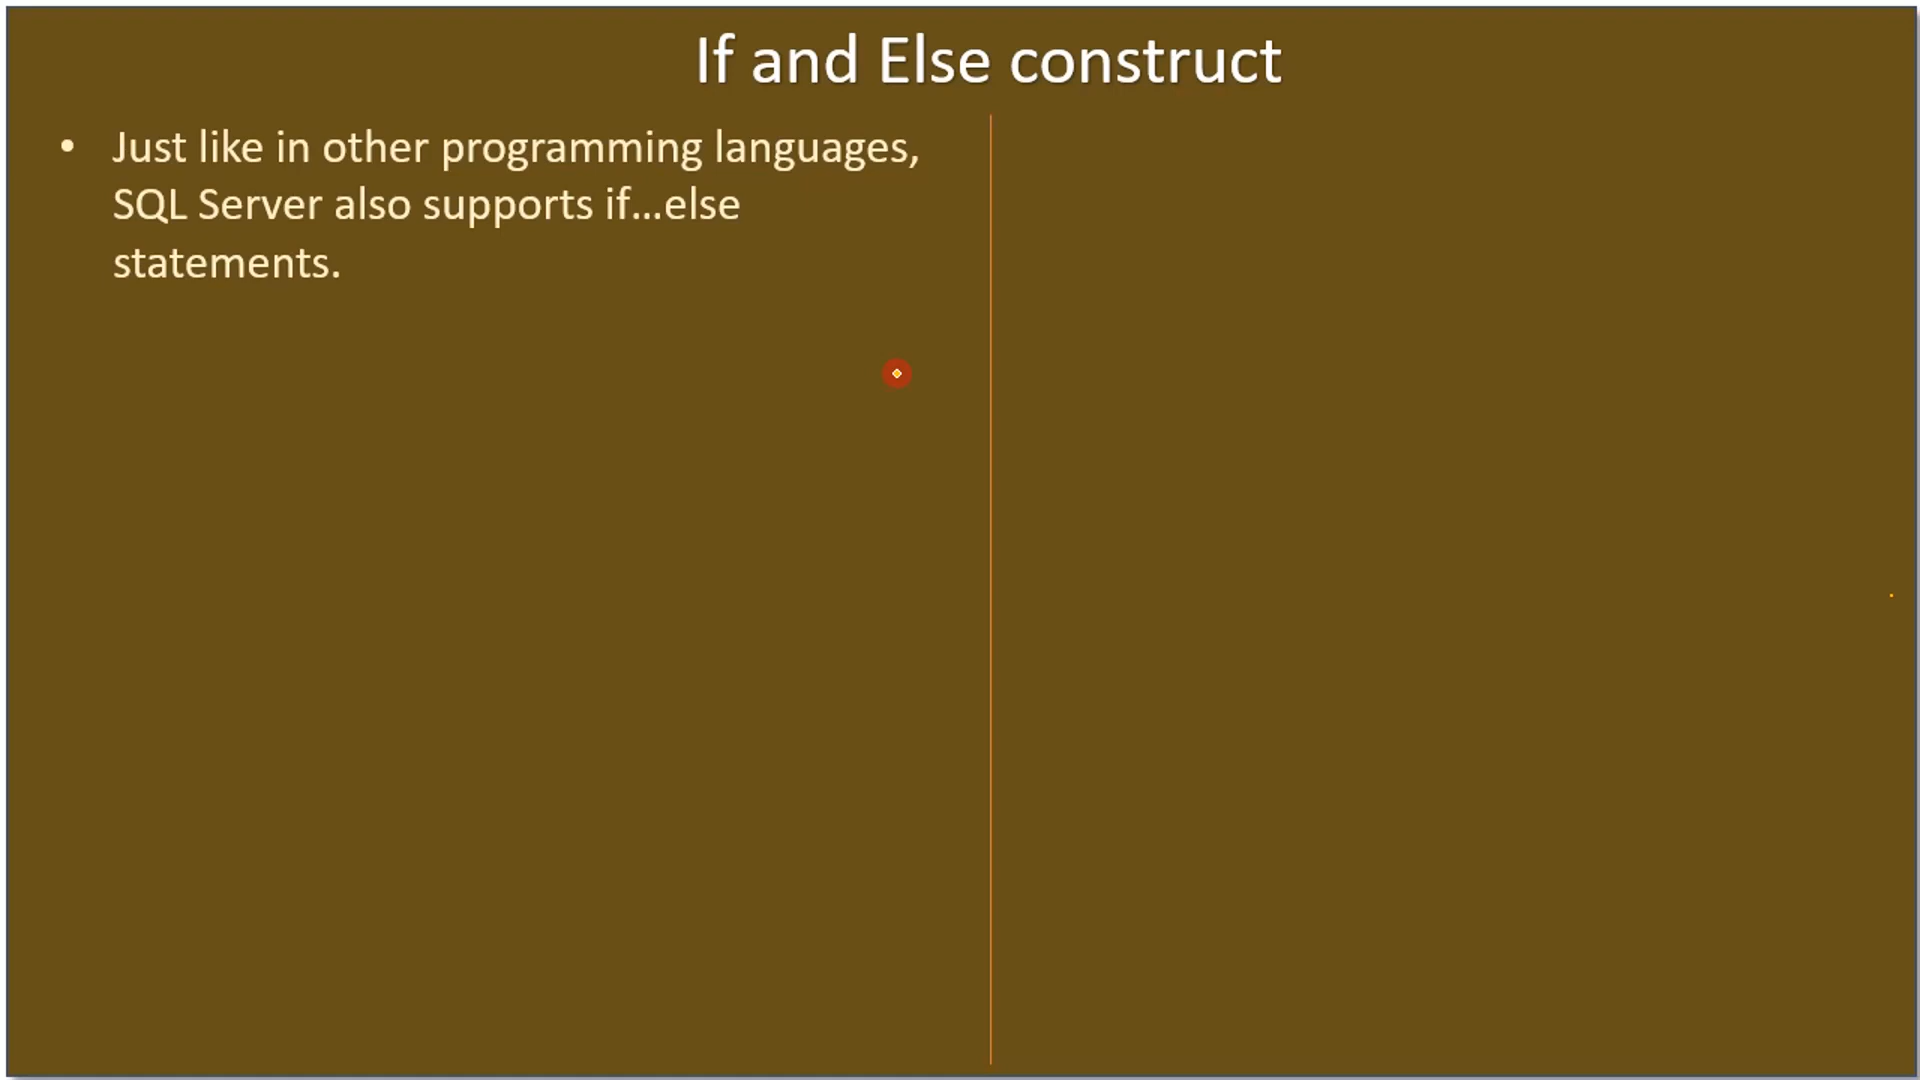 If and Else construct
• Just like in other programming languages,
SQL Server also supports if...else
statements.